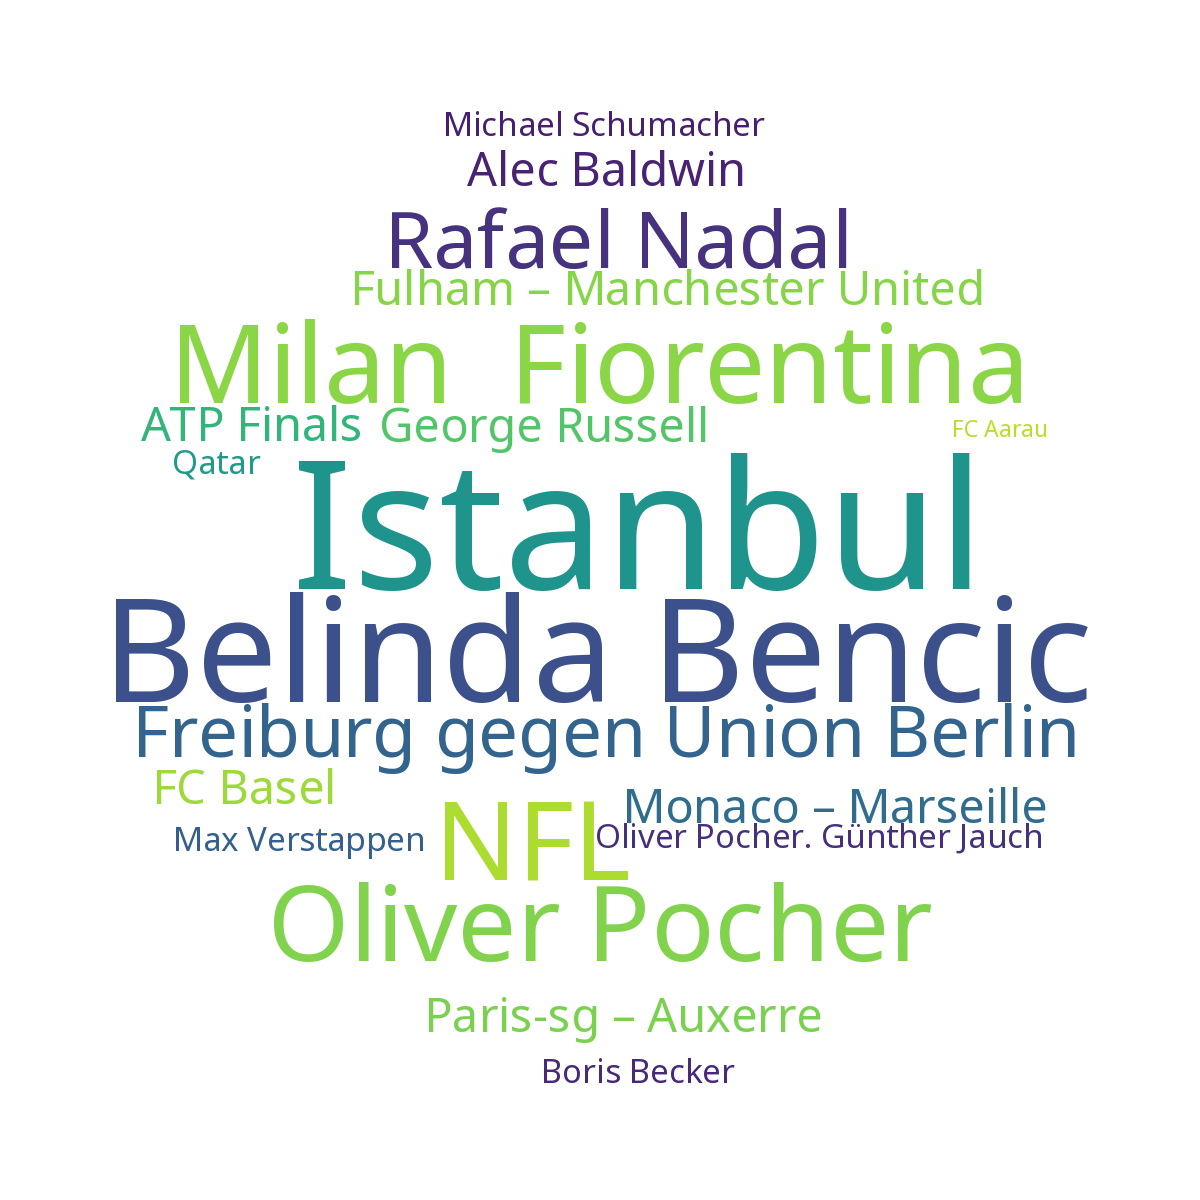 Michael Schumacher
Alec Baldwin
Rafael Nadal
Fulham – Manchester United
Milan Fiorentina
ATP Finals
George Russell
FC Aarau
Qatar
Istanbul
Belinda Bencic
Freiburg gegen Union Berlin
FC Basel
Monaco – Marseille
NFL
Max Verstappen
Oliver Pocher. Günther Jauch
Oliver Pocher
Paris-sg – Auxerre
Boris Becker